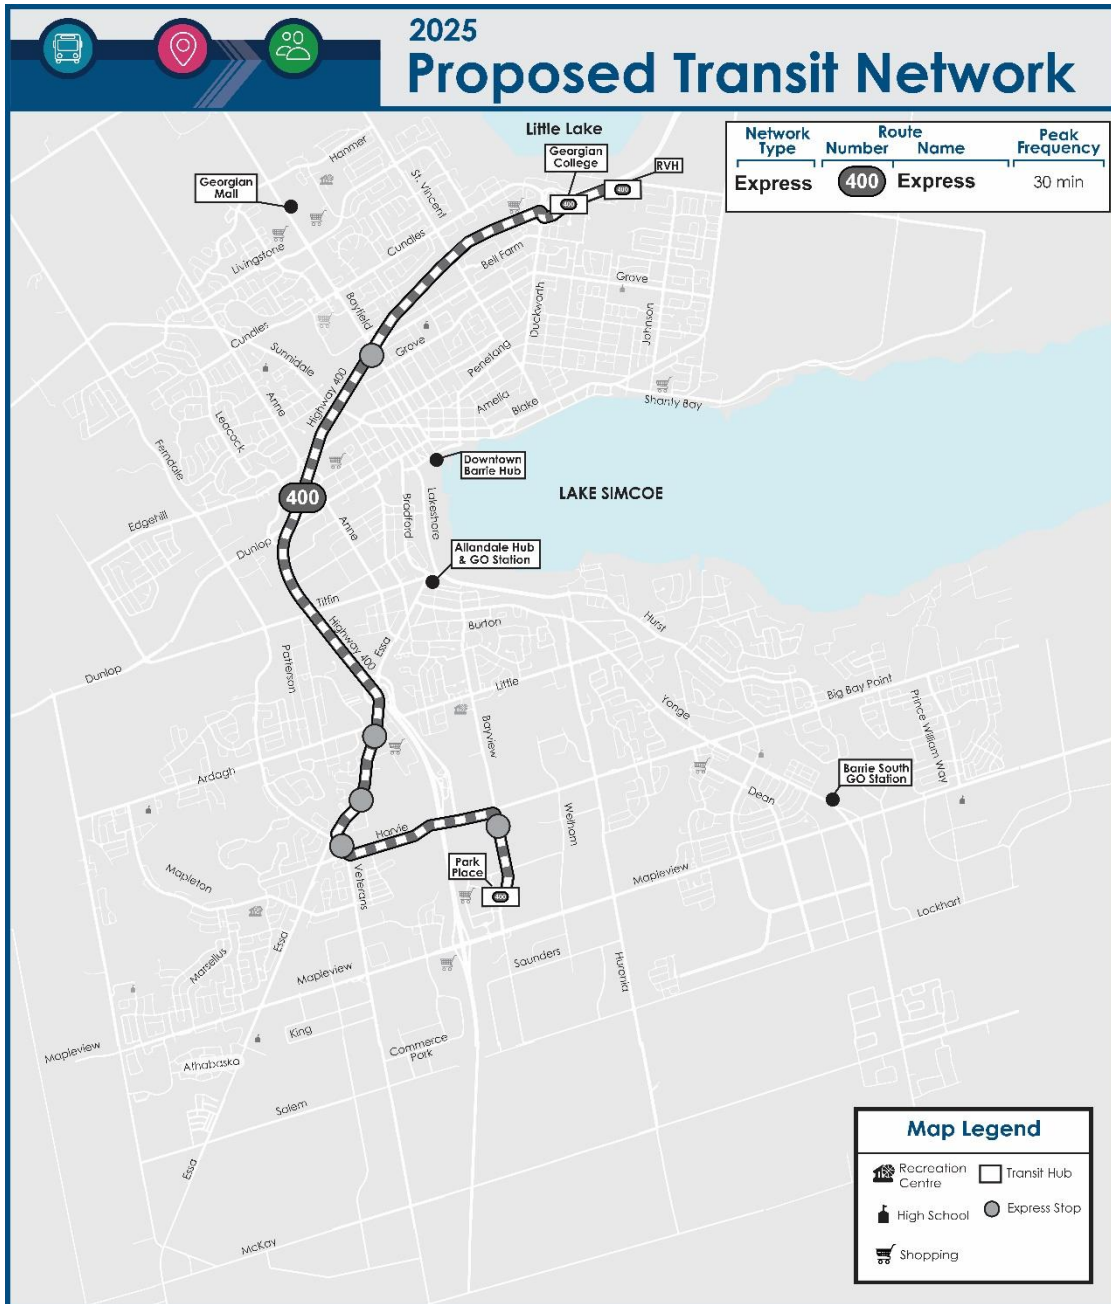 2025
Proposed Transit Network
Network Type
Route
Number
Name
Peak Frequency
Express
400
Express
30 min
Little Lake
Georgian
College
RVH
400
400
Georgian
Mall
Hanmer
St. Vincent
Livingstone
Cundles
Bell Farm
Bayfield
Grove
Duckworth
Johnson
Cundles
Sunnidale
Grove
Penetang
Highway 400
Amelia
Blake
Shanty Bay
Anne
Leacock
Ferndale
Downtown
Barrie Hub
LAKE SIMCOE
400
Edgehill
Bradford
Lakeshore
Anne
Dunlop
Allandale Hub
& GO Station
Tiffin
Highway 400
Essa
Burton
Hurst
Dunlop
Patterson
Little
Big Bay Point
Yonge
Prince William Way
Bayview
Ardagh
Barrie South
GO Station
Dean
Harvie
Welham
Park
Place
400
Mapleton
Veterans
Mapleview
Lockhart
Essa
Marsellus
Mapleview
Saunders
Huronia
King
Commerce
Park
Mapleview
Athabaska
Salem
Essa
McKay
Map Legend
Recreation
Centre
Transit Hub
High School
Express Stop
Shopping